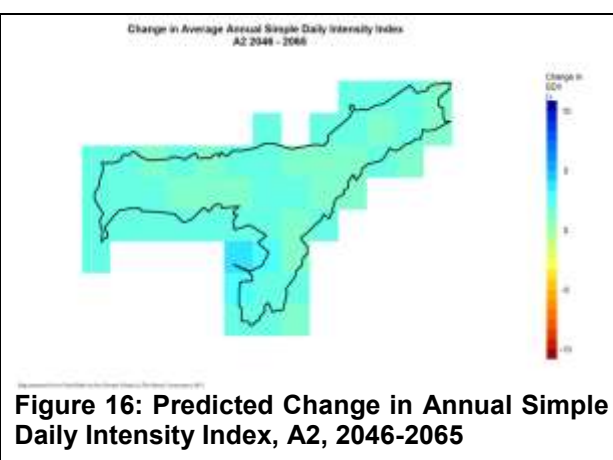 Change in Average Annual Simple Daily Intensity Index
A2 2046 - 2065
Change in
SDII
10
5
0
-5
-10
Figure 16: Predicted Change in Annual Simple
Daily Intensity Index, A2, 2046-2065